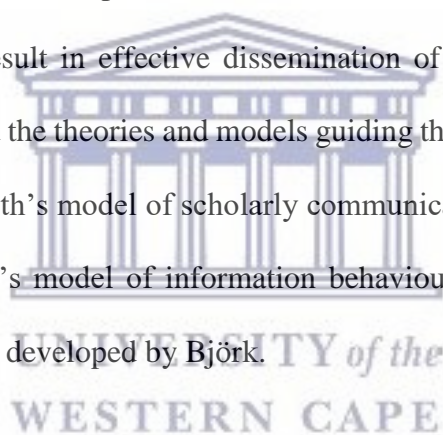 esult in effective dissemination of
the theories and models guiding th
th's model of scholarly communic
's model of information behaviou
developed by Björk.
UNIVERSITY of the
WESTERN CAPE